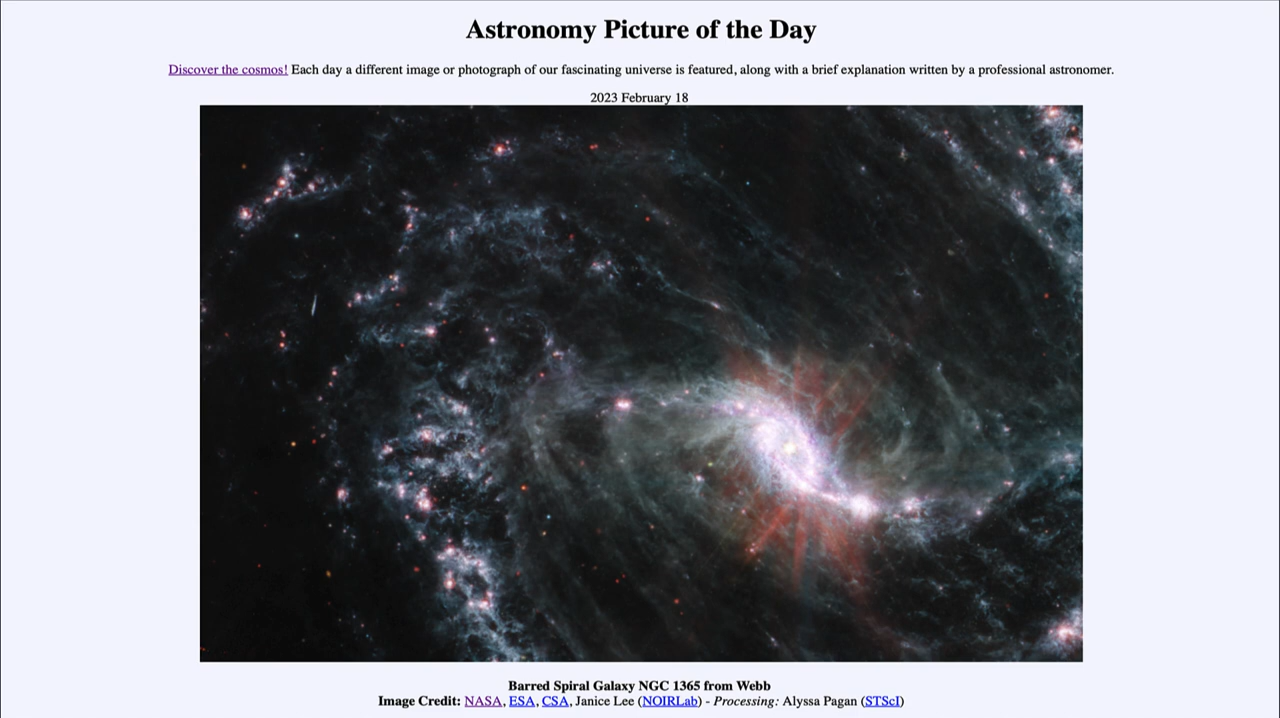 Astronomy Picture of the Day
Discover the cosmos! Each day a different image or photograph of our fascinating universe is featured, along with a brief explanation written by a professional astronomer.
2023 February 18
Barred Spiral Galaxy NGC 1365 from Webb
Image Credit: NASA, ESA, CSA, Janice Lee (NOIRLab) - Processing: Alyssa Pagan (STScI)